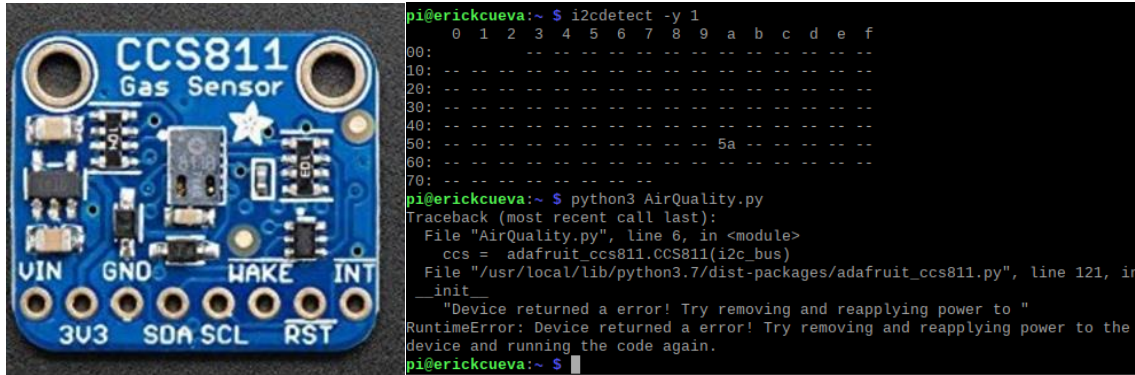 CCS811
Gas Sensor
VIN GND WAKE INT
3V3 SDA SCL RST
pi@erickcueva:~ $ i2cdetect -y 1
     0  1  2  3  4  5  6  7  8  9  a  b  c  d  e  f
00:          -- -- -- -- -- -- -- -- -- -- -- -- --
10: -- -- -- -- -- -- -- -- -- -- -- -- -- -- -- --
20: -- -- -- -- -- -- -- -- -- -- -- -- -- -- -- --
30: -- -- -- -- -- -- -- -- -- -- -- -- -- -- -- --
40: -- -- -- -- -- -- -- -- -- -- -- -- -- -- -- --
50: -- -- -- -- -- -- -- -- -- -- 5a -- -- -- -- --
60: -- -- -- -- -- -- -- -- -- -- -- -- -- -- -- --
70: -- -- -- -- -- -- -- --
pi@erickcueva:~ $ python3 AirQuality.py
Traceback (most recent call last):
  File "AirQuality.py", line 6, in <module>
    ccs =  adafruit_ccs811.CCS811(i2c_bus)
  File "/usr/local/lib/python3.7/dist-packages/adafruit_ccs811.py", line 121, in
__init__
    "Device returned a error! Try removing and reapplying power to "
RuntimeError: Device returned a error! Try removing and reapplying power to the
device and running the code again.
pi@erickcueva:~ $